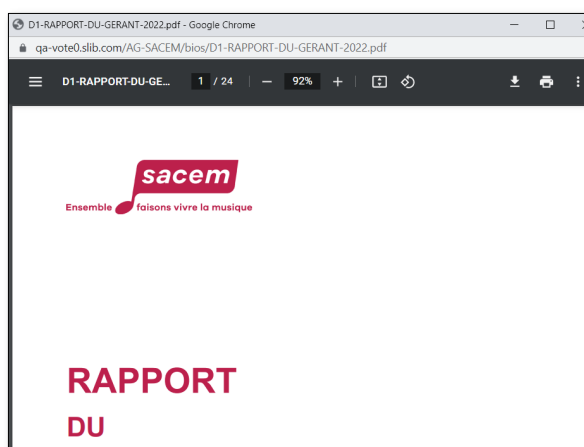 D1-RAPPORT-DU-GERANT-2022.pdf - Google Chrome
qa-vote0.slib.com/AG-SACEM/bios/D1-RAPPORT-DU-GERANT-2022.pdf
D1-RAPPORT-DU-GE... 1 / 24 92%
sacem
Ensemble faisons vivre la musique
RAPPORT
DU